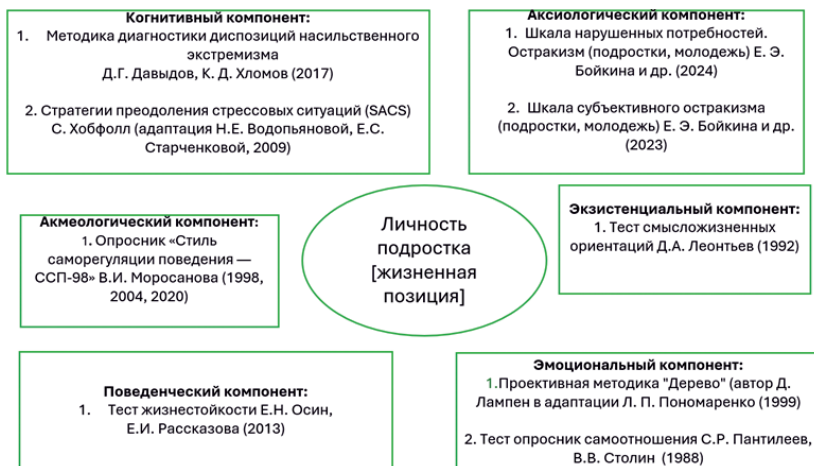 Когнитивный компонент:
1. Методика диагностики диспозиций насильственного
экстремизма
Д.Г. Давыдов, К. Д. Хломов (2017)
2. Стратегии преодоления стрессовых ситуаций (SACS)
С. Хобфолл (адаптация Н.Е. Водопьяновой, Е.С.
Старченковой, 2009)
Аксиологический компонент:
1. Шкала нарушенных потребностей.
Остракизм (подростки, молодежь) Е. Э.
Бойкина и др. (2024)
2. Шкала субъективного остракизма
(подростки, молодежь) Е. Э. Бойкина и др.
(2023)
Акмеологический компонент:
1. Опросник «Стиль
саморегуляции поведения —
ССП-98» В.И. Моросанова (1998,
2004, 2020)
Личность
подростка
[жизненная
позиция]
Экзистенциальный компонент:
1. Тест смысложизненных
ориентаций Д.А. Леонтьев (1992)
Поведенческий компонент:
1. Тест жизнестойкости Е.Н. Осин,
Е.И. Рассказова (2013)
Эмоциональный компонент:
1.Проективная методика "Дерево" (автор Д.
Лампен в адаптации Л. П. Пономаренко (1999)
2. Тест опросник самоотношения С.Р. Пантилеев,
В.В. Столин (1988)